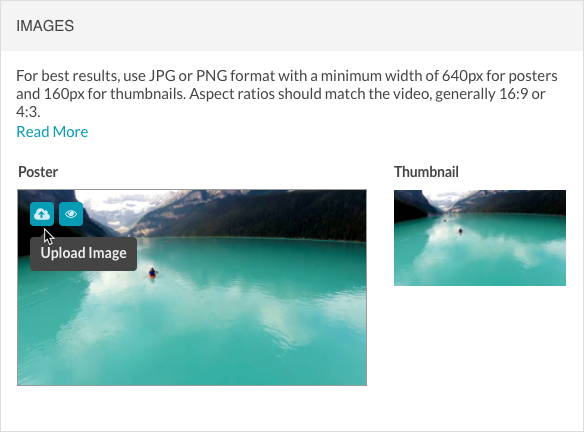 IMAGES
For best results, use JPG or PNG format with a minimum width of 640px for posters
and 160px for thumbnails. Aspect ratios should match the video, generally 16:9 or
4:3.
Read More
Poster
Thumbnail
Upload Image